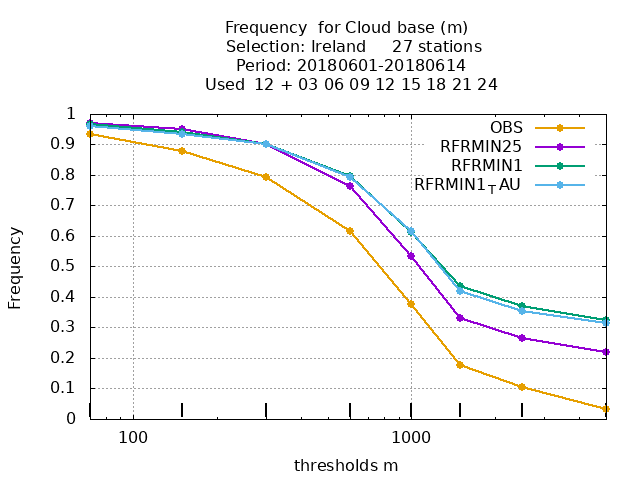 Frequency  for Cloud base (m)
Selection: Ireland     27 stations
Period: 20180601-20180614
Used  12 + 03 06 09 12 15 18 21 24
OBS
RFRMIN25
RFRMIN1
RFRMIN1TAU
1
0.9
0.8
0.7
0.6
0.5
0.4
0.3
0.2
0.1
0
Frequency
100
1000
thresholds m